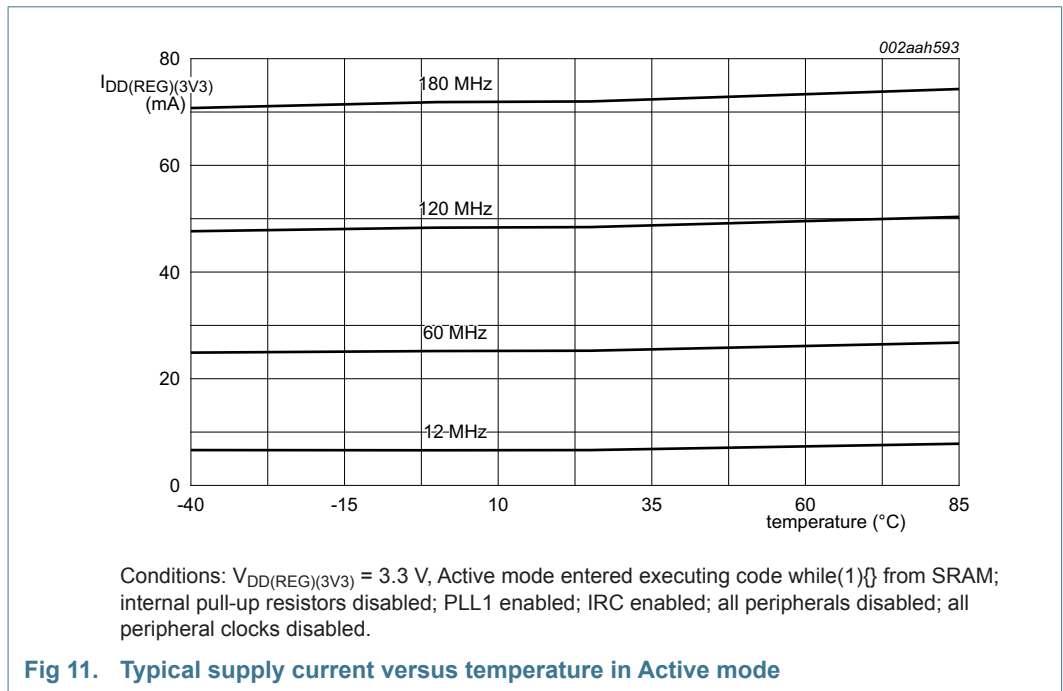 002aah593
80
I_DD(REG)(3V3)
(mA)
180 MHz
60
120 MHz
40
60 MHz
20
12 MHz
0
-40 -15 10 35 60 85
temperature (°C)
Conditions: V_DD(REG)(3V3) = 3.3 V, Active mode entered executing code while(1){} from SRAM;
internal pull-up resistors disabled; PLL1 enabled; IRC enabled; all peripherals disabled; all
peripheral clocks disabled.
Fig 11. Typical supply current versus temperature in Active mode